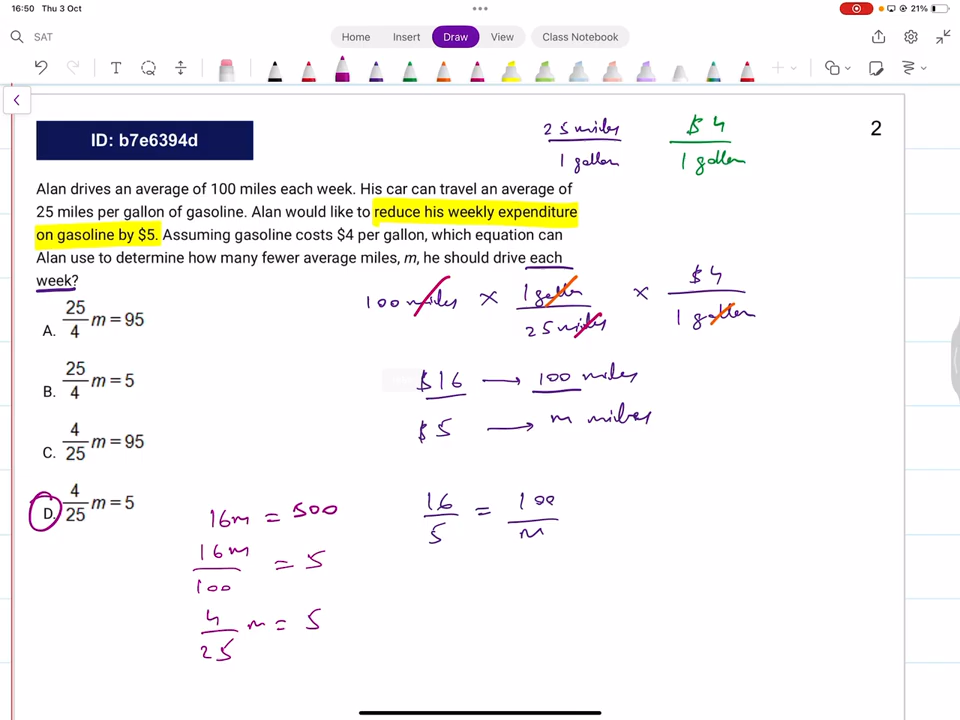 16:50 Thu 3 Oct
21%
SAT
Home Insert Draw View Class Notebook
ID: b7e6394d
25 miles
1 gallon
$4
1 gallon
2
Alan drives an average of 100 miles each week. His car can travel an average of
25 miles per gallon of gasoline. Alan would like to reduce his weekly expenditure
on gasoline by $5. Assuming gasoline costs $4 per gallon, which equation can
Alan use to determine how many fewer average miles, m, he should drive each
week?
100 miles × 1 gallon / 25 miles × $4 / 1 gallon
A. 25/4 m = 95
B. 25/4 m = 5
C. 4/25 m = 95
D. 4/25 m = 5
$16 → 100 miles
$5 → m miles
16/5 = 100/m
16m = 500
16m/100 = 5
4/25 m = 5